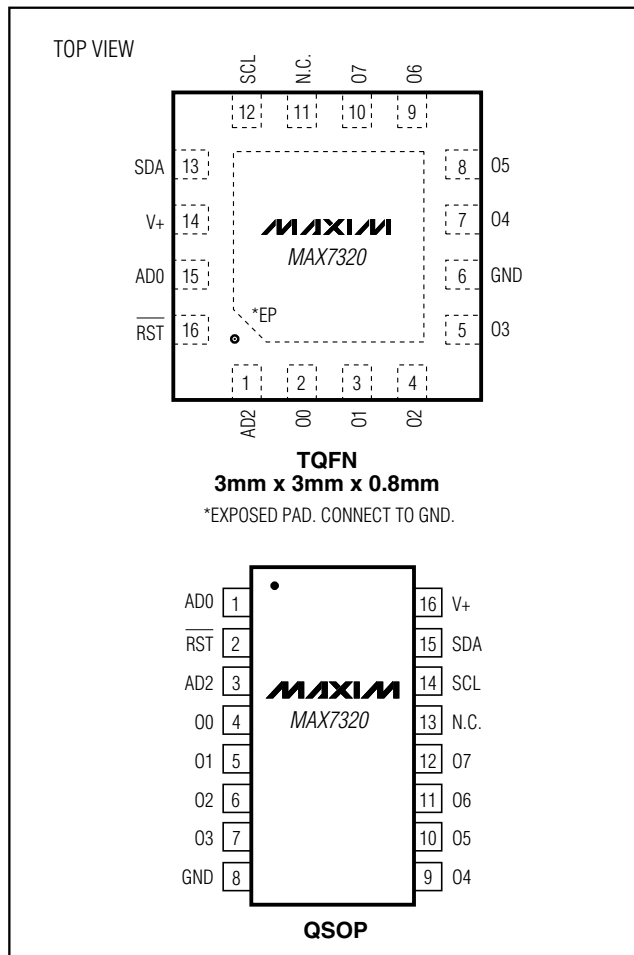 TOP VIEW
SCL N.C. O7 O6
12 11 10 9
SDA 13 8 O5
V+ 14 7 O4
MAXIM
MAX7320
AD0 15 6 GND
*EP
RST 16 5 O3
1 2 3 4
AD2 O0 O1 O2
TQFN
3mm x 3mm x 0.8mm
*EXPOSED PAD. CONNECT TO GND.
AD0 1 16 V+
RST 2 15 SDA
AD2 3 14 SCL
MAXIM
MAX7320
O0 4 13 N.C.
O1 5 12 O7
O2 6 11 O6
O3 7 10 O5
GND 8 9 O4
QSOP